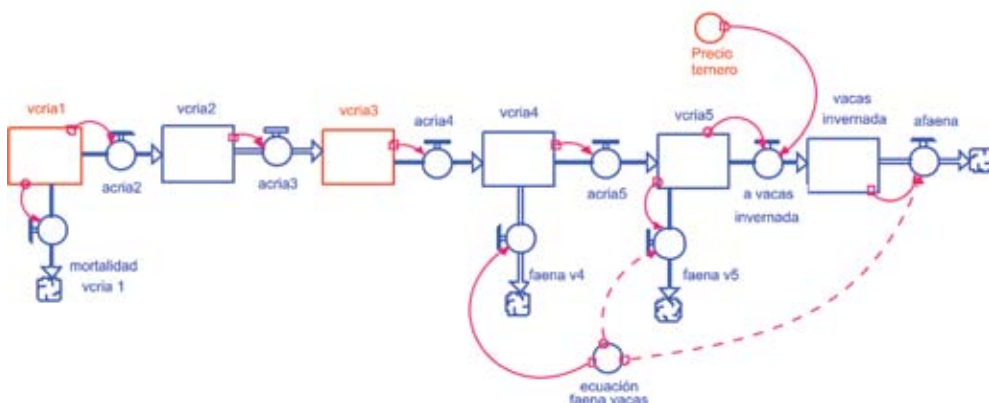 Precio
ternero
vcria1
vcria2
vcria3
acria4
vcria4
vcria5
vacas
invernada
afaena
acria2
acria3
acria5
a vacas
invernada
mortalidad
vcria 1
faena v4
faena v5
ecuación
faena vacas